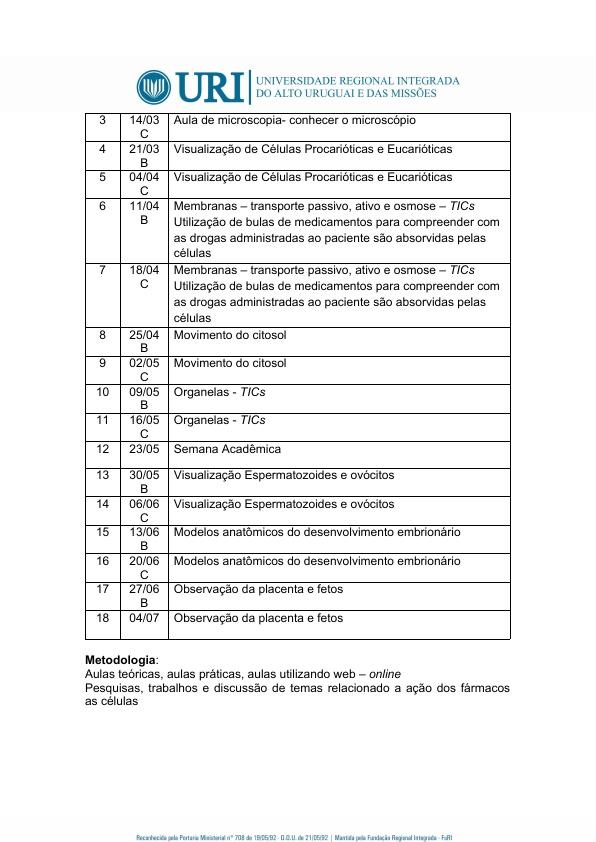 URI UNIVERSIDADE REGIONAL INTEGRADA
DO ALTO URUGUAI E DAS MISSÕES
3 14/03 Aula de microscopia- conhecer o microscópio
C
4 21/03 Visualização de Células Procarióticas e Eucarióticas
B
5 04/04 Visualização de Células Procarióticas e Eucarióticas
C
6 11/04 Membranas – transporte passivo, ativo e osmose – TICs
B Utilização de bulas de medicamentos para compreender com
as drogas administradas ao paciente são absorvidas pelas
células
7 18/04 Membranas – transporte passivo, ativo e osmose – TICs
C Utilização de bulas de medicamentos para compreender com
as drogas administradas ao paciente são absorvidas pelas
células
8 25/04 Movimento do citosol
B
9 02/05 Movimento do citosol
C
10 09/05 Organelas - TICs
B
11 16/05 Organelas - TICs
C
12 23/05 Semana Acadêmica
13 30/05 Visualização Espermatozoides e ovócitos
B
14 06/06 Visualização Espermatozoides e ovócitos
C
15 13/06 Modelos anatômicos do desenvolvimento embrionário
B
16 20/06 Modelos anatômicos do desenvolvimento embrionário
C
17 27/06 Observação da placenta e fetos
B
18 04/07 Observação da placenta e fetos
Metodologia:
Aulas teóricas, aulas práticas, aulas utilizando web – online
Pesquisas, trabalhos e discussão de temas relacionado a ação dos fármacos
as células
Reconhecida pela Portaria Ministerial nº 708 de 19/05/92 - D.O.U. de 21/05/92 | Mantida pela Fundação Regional Integrada - FuRI